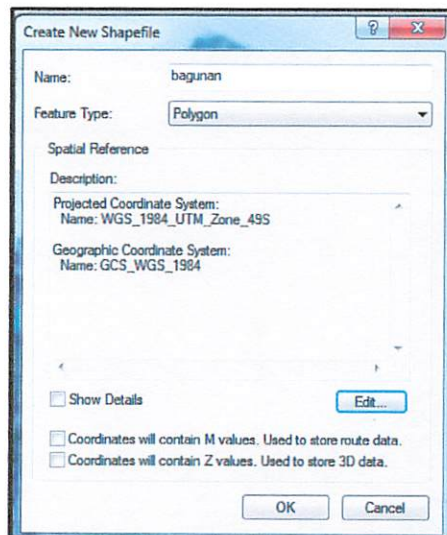 Create New Shapefile
Name: bagunan
Feature Type: Polygon
Spatial Reference
Description:
Projected Coordinate System:
Name: WGS_1984_UTM_Zone_49S
Geographic Coordinate System:
Name: GCS_WGS_1984
Show Details
Edit...
Coordinates will contain M values. Used to store route data.
Coordinates will contain Z values. Used to store 3D data.
OK Cancel